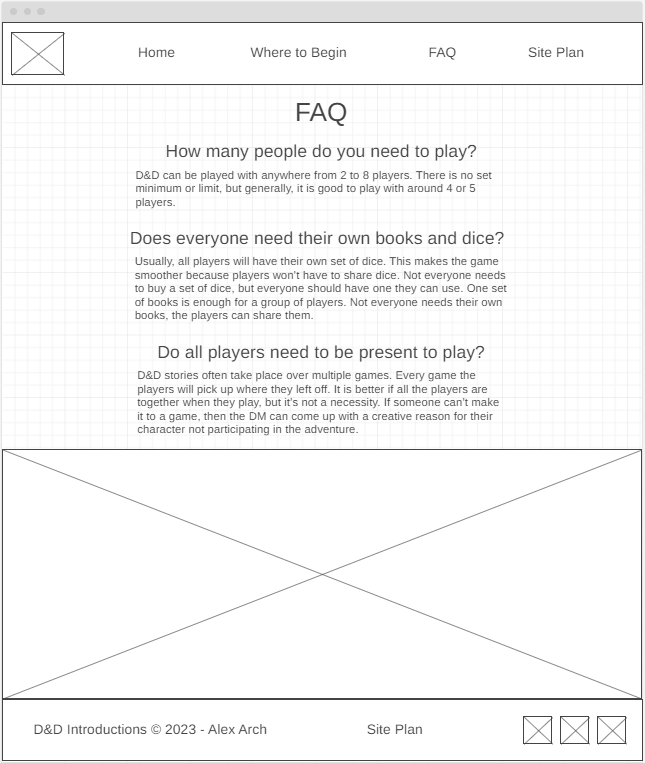 Home Where to Begin FAQ Site Plan
FAQ
How many people do you need to play?
D&D can be played with anywhere from 2 to 8 players. There is no set
minimum or limit, but generally, it is good to play with around 4 or 5
players.
Does everyone need their own books and dice?
Usually, all players will have their own set of dice. This makes the game
smoother because players won't have to share dice. Not everyone needs
to buy a set of dice, but everyone should have one they can use. One set
of books is enough for a group of players. Not everyone needs their own
books, the players can share them.
Do all players need to be present to play?
D&D stories often take place over multiple games. Every game the
players will pick up where they left off. It is better if all the players are
together when they play, but it's not a necessity. If someone can't make
it to a game, then the DM can come up with a creative reason for their
character not participating in the adventure.
D&D Introductions © 2023 - Alex Arch Site Plan